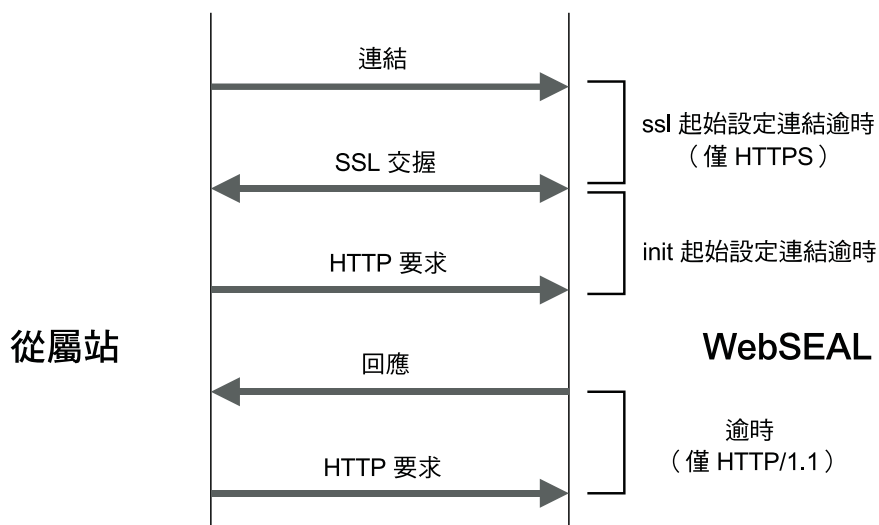 連結
ssl 起始設定連結逾時
（僅 HTTPS）
SSL 交握
init 起始設定連結逾時
HTTP 要求
從屬站
WebSEAL
回應
逾時
（僅 HTTP/1.1）
HTTP 要求